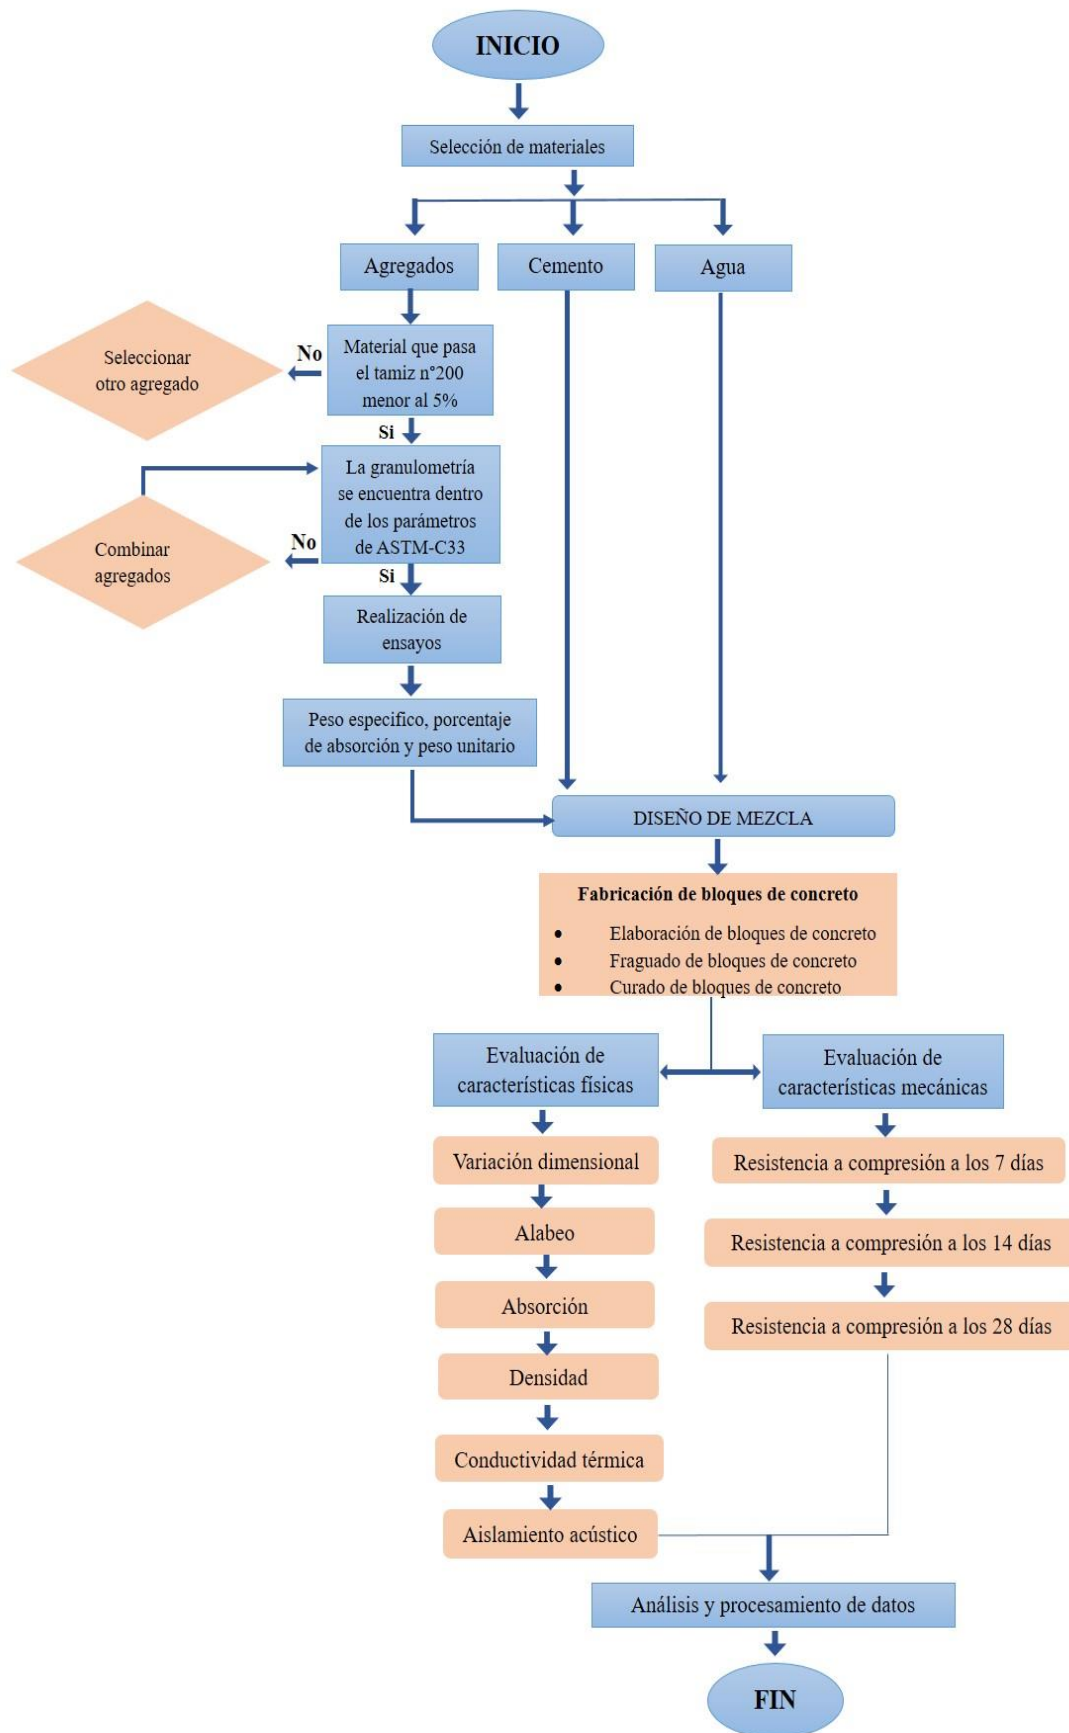 INICIO
Selección de materiales
Agregados
Cemento
Agua
Material que pasa
el tamiz n°200
menor al 5%
No
Seleccionar
otro agregado
Si
La granulometría
se encuentra dentro
de los parámetros
de ASTM-C33
No
Combinar
agregados
Si
Realización de
ensayos
Peso especifico, porcentaje
de absorción y peso unitario
DISEÑO DE MEZCLA
Fabricación de bloques de concreto
• Elaboración de bloques de concreto
• Fraguado de bloques de concreto
• Curado de bloques de concreto
Evaluación de
características físicas
Variación dimensional
Alabeo
Absorción
Densidad
Conductividad térmica
Aislamiento acústico
Evaluación de
características mecánicas
Resistencia a compresión a los 7 días
Resistencia a compresión a los 14 días
Resistencia a compresión a los 28 días
Análisis y procesamiento de datos
FIN